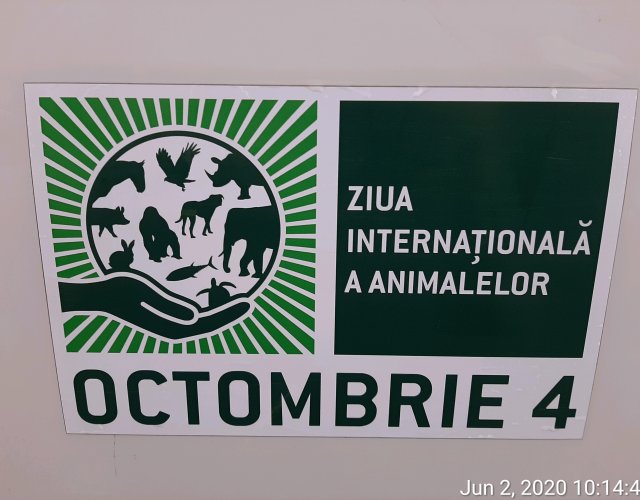 ZIUA
INTERNAȚIONALĂ
A ANIMALELOR
OCTOMBRIE 4
Jun 2, 2020 10:14:4